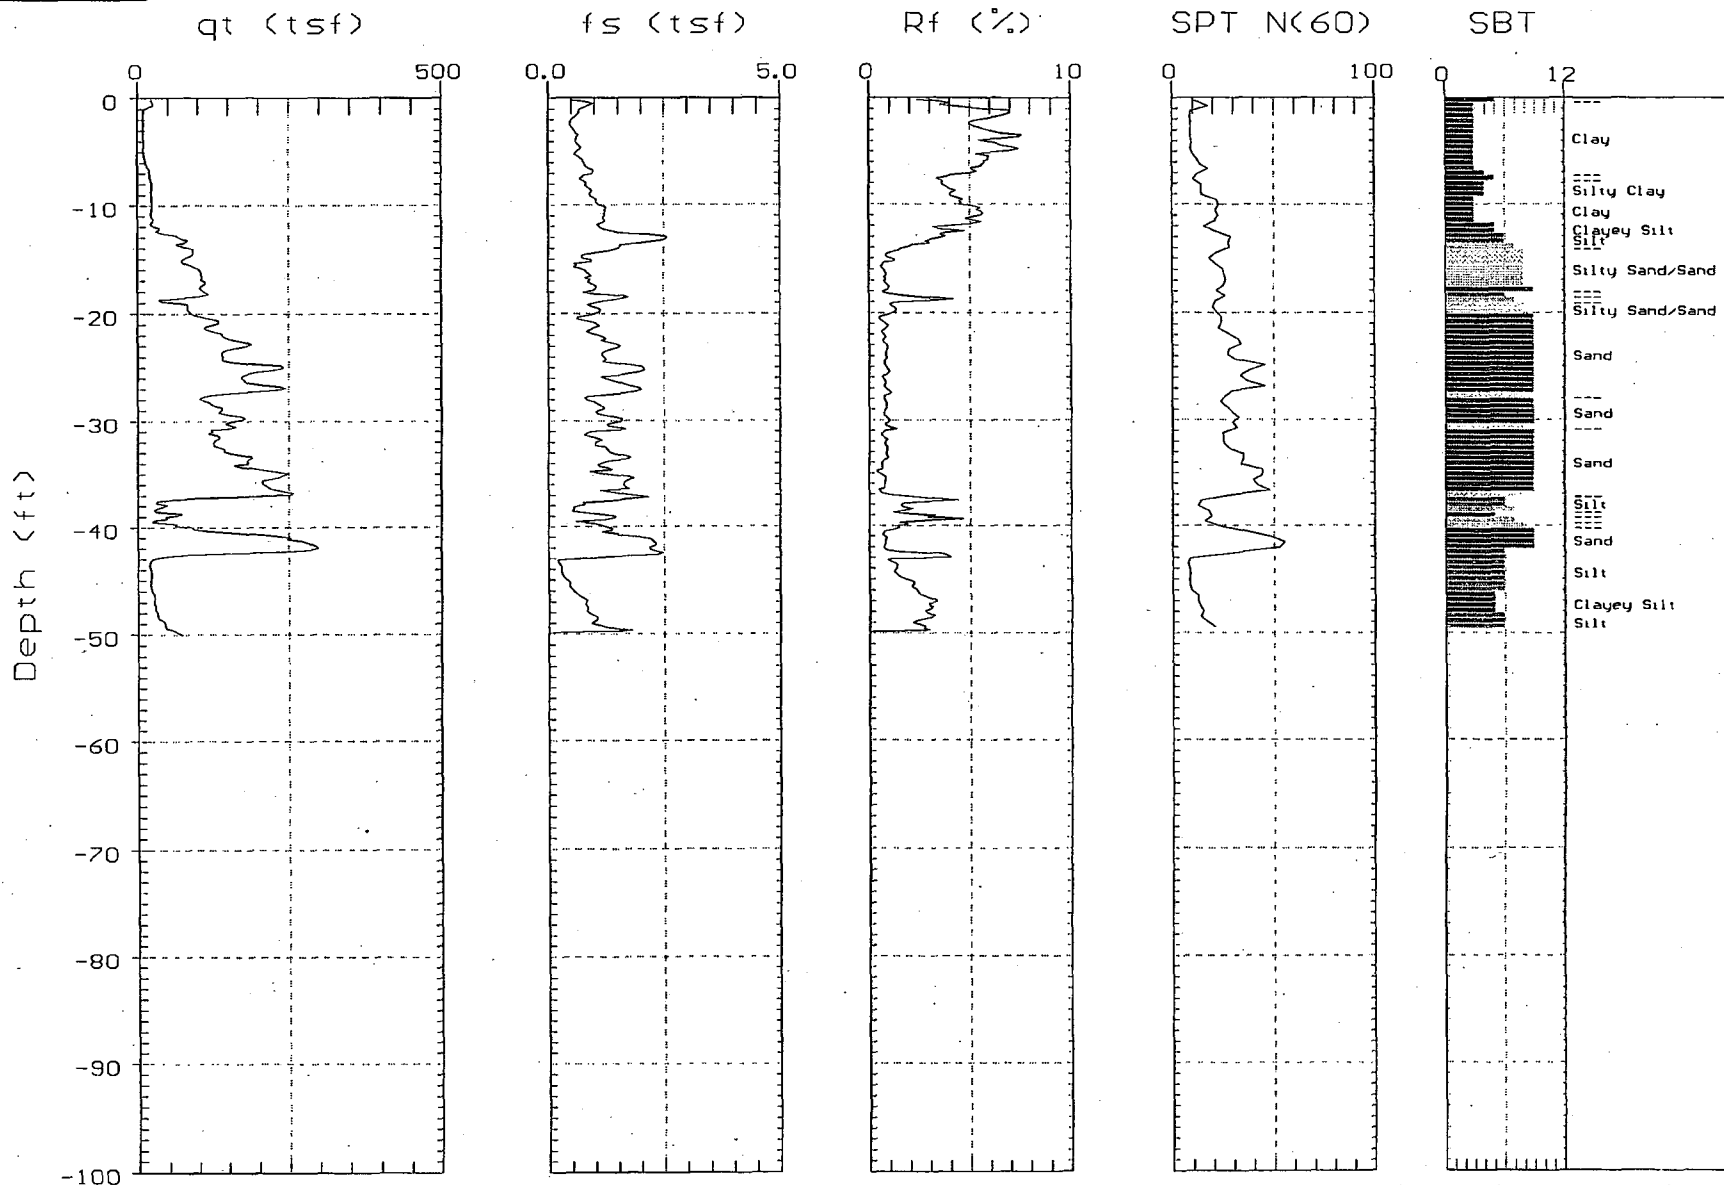 qt (tsf) fs (tsf) Rf (%) SPT N(60) SBT
0 500 0.0 5.0 0 10 0 100 0 12
0
---
Clay
===
Silty Clay
-10
Clay
Clayey Silt
Silt
---
Silty Sand/Sand
===
-20
Silty Sand/Sand
Sand
---
Sand
-30
---
Sand
---
Silt
===
===
-40
Sand
Silt
Clayey Silt
Silt
-50
-60
-70
-80
-90
-100
Depth (ft)